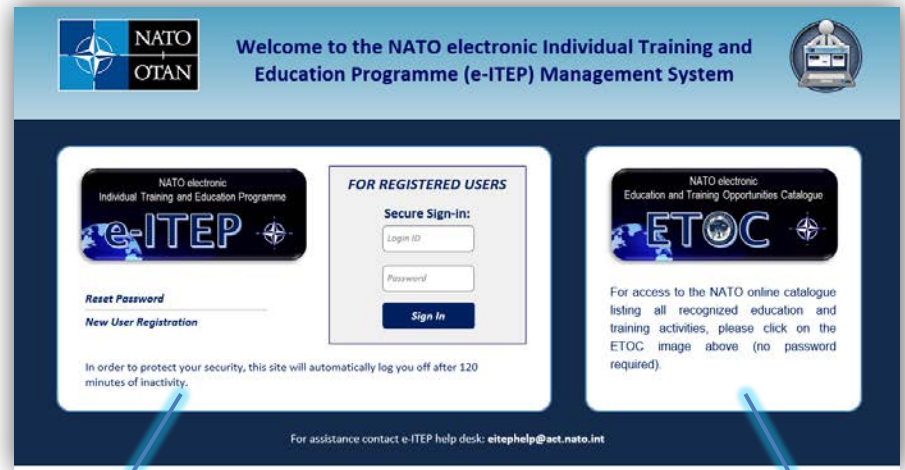 NATO
OTAN
Welcome to the NATO electronic Individual Training and
Education Programme (e-ITEP) Management System
NATO electronic
Individual Training and Education Programme
e-ITEP
Reset Password
New User Registration
FOR REGISTERED USERS
Secure Sign-in:
Login ID
Password
Sign In
In order to protect your security, this site will automatically log you off after 120
minutes of inactivity.
NATO electronic
Education and Training Opportunities Catalogue
ETOC
For access to the NATO online catalogue
listing all recognized education and
training activities, please click on the
ETOC image above (no password
required).
For assistance contact e-ITEP help desk: eitephelp@act.nato.int